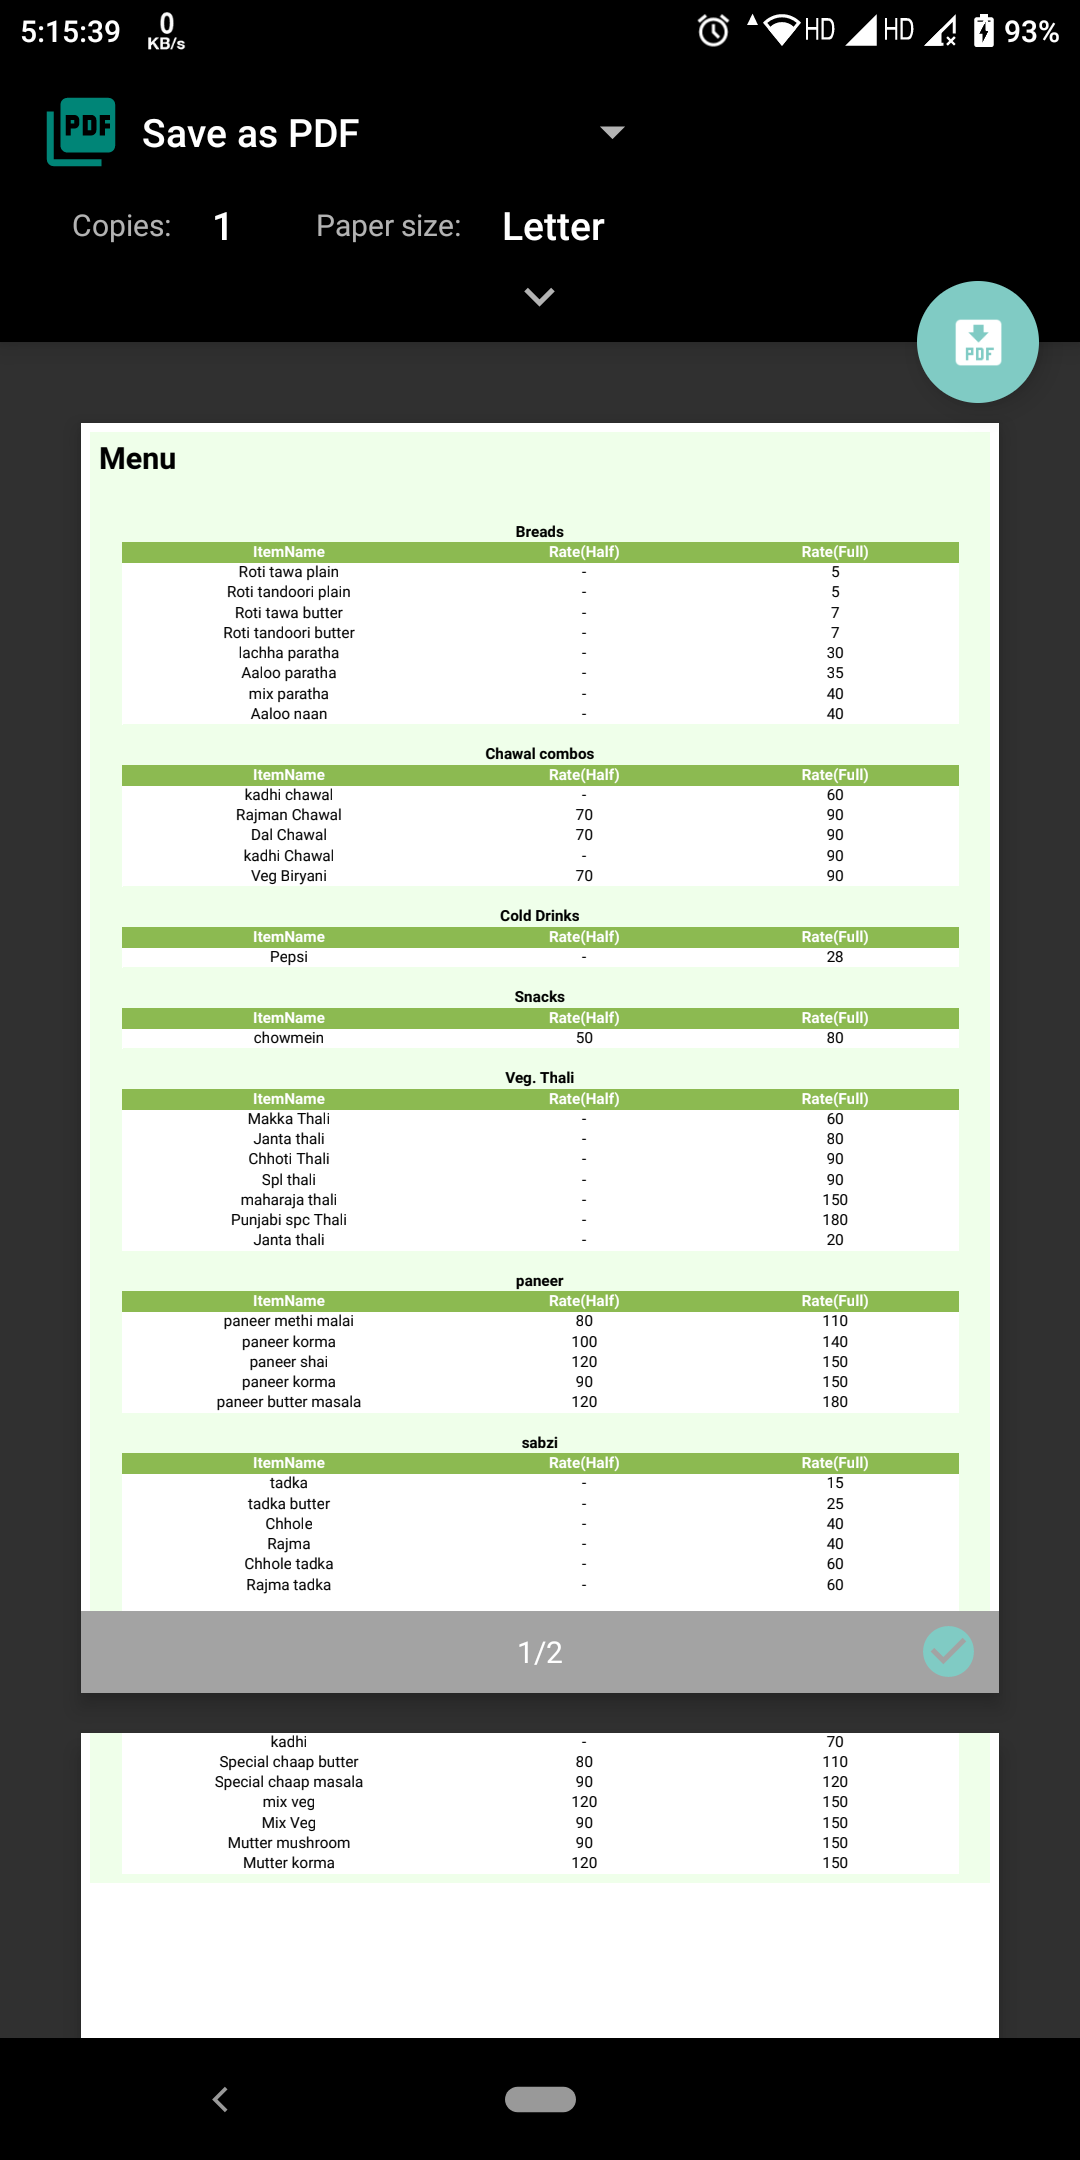 5:15:39 0 KB/s HD HD 93%
PDF Save as PDF
Copies: 1 Paper size: Letter
PDF
Menu
Breads
ItemName Rate(Half) Rate(Full)
Roti tawa plain - 5
Roti tandoori plain - 5
Roti tawa butter - 7
Roti tandoori butter - 7
lachha paratha - 30
Aaloo paratha - 35
mix paratha - 40
Aaloo naan - 40
Chawal combos
ItemName Rate(Half) Rate(Full)
kadhi chawal - 60
Rajman Chawal 70 90
Dal Chawal 70 90
kadhi Chawal - 90
Veg Biryani 70 90
Cold Drinks
ItemName Rate(Half) Rate(Full)
Pepsi - 28
Snacks
ItemName Rate(Half) Rate(Full)
chowmein 50 80
Veg. Thali
ItemName Rate(Half) Rate(Full)
Makka Thali - 60
Janta thali - 80
Chhoti Thali - 90
Spl thali - 90
maharaja thali - 150
Punjabi spc Thali - 180
Janta thali - 20
paneer
ItemName Rate(Half) Rate(Full)
paneer methi malai 80 110
paneer korma 100 140
paneer shai 120 150
paneer korma 90 150
paneer butter masala 120 180
sabzi
ItemName Rate(Half) Rate(Full)
tadka - 15
tadka butter - 25
Chhole - 40
Rajma - 40
Chhole tadka - 60
Rajma tadka - 60
1/2
kadhi - 70
Special chaap butter 80 110
Special chaap masala 90 120
mix veg 120 150
Mix Veg 90 150
Mutter mushroom 90 150
Mutter korma 120 150